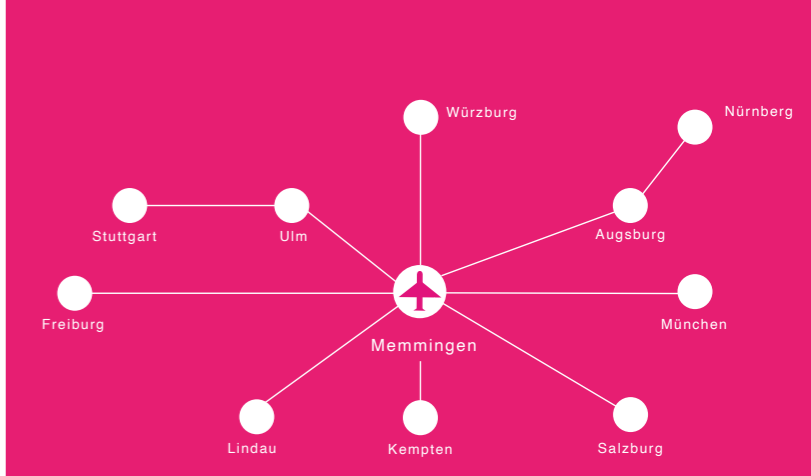 Würzburg
Nürnberg
Stuttgart
Ulm
Augsburg
Freiburg
München
Memmingen
Lindau
Kempten
Salzburg